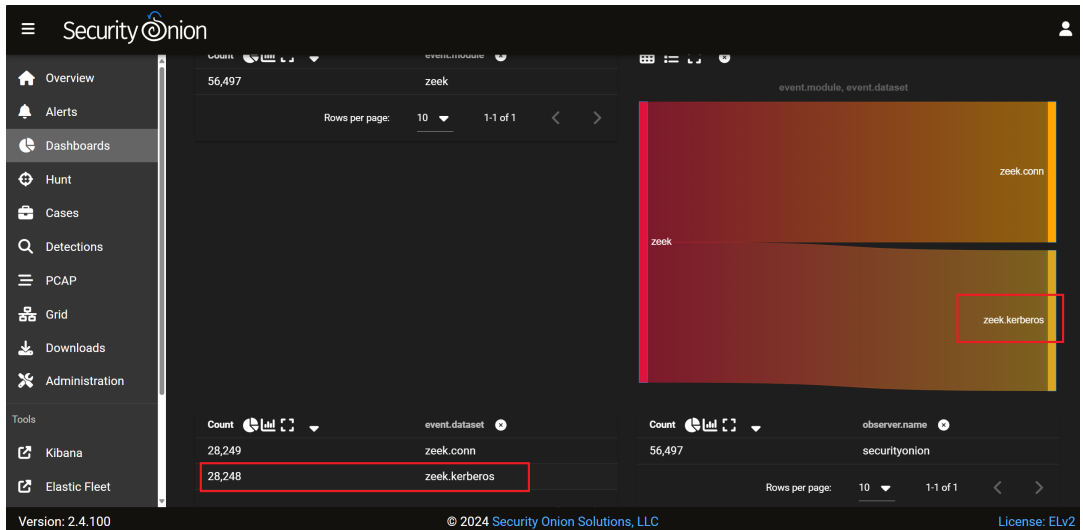 Security Onion
Overview
Alerts
Dashboards
Hunt
Cases
Detections
PCAP
Grid
Downloads
Administration
Tools
Kibana
Elastic Fleet
Count event.module
56,497 zeek
Rows per page: 10 1-1 of 1
event.module, event.dataset
zeek.conn
zeek
zeek.kerberos
Count event.dataset
28,249 zeek.conn
28,248 zeek.kerberos
Count observer.name
56,497 securityonion
Rows per page: 10 1-1 of 1
Version: 2.4.100 © 2024 Security Onion Solutions, LLC License: ELv2